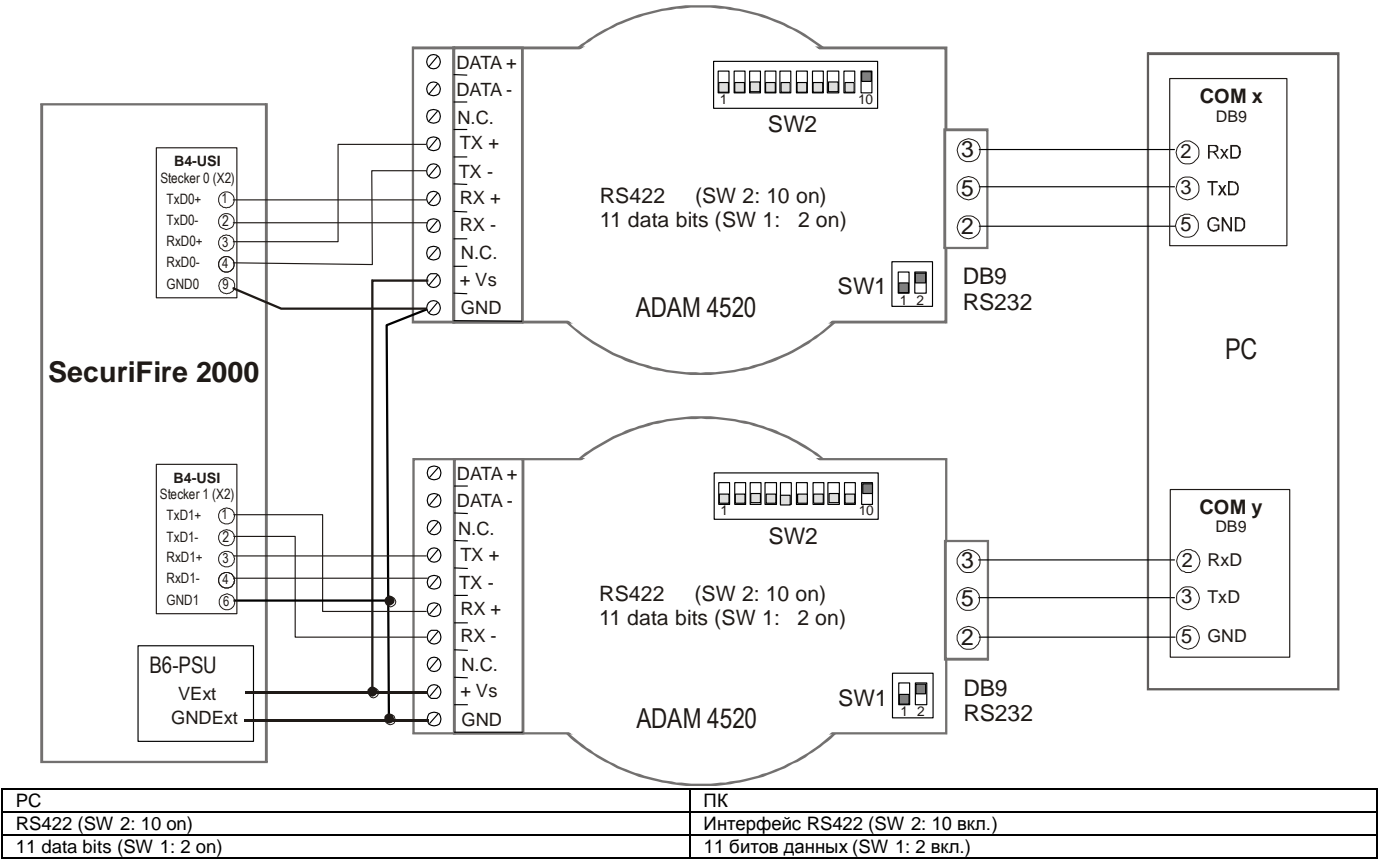 DATA +
DATA -
N.C.
TX +
TX -
RX +
RX -
N.C.
+ Vs
GND
1 10
SW2
RS422 (SW 2: 10 on)
11 data bits (SW 1: 2 on)
ADAM 4520
SW1
1 2
3
5
2
DB9
RS232
COM x
DB9
2 RxD
3 TxD
5 GND
PC
B4-USI
Stecker 0 (X2)
TxD0+ 1
TxD0- 2
RxD0+ 3
RxD0- 4
GND0 9
SecuriFire 2000
B4-USI
Stecker 1 (X2)
TxD1+ 1
TxD1- 2
RxD1+ 3
RxD1- 4
GND1 6
B6-PSU
VExt
GNDExt
DATA +
DATA -
N.C.
TX +
TX -
RX +
RX -
N.C.
+ Vs
GND
1 10
SW2
RS422 (SW 2: 10 on)
11 data bits (SW 1: 2 on)
ADAM 4520
SW1
1 2
3
5
2
DB9
RS232
COM y
DB9
2 RxD
3 TxD
5 GND
PC ПК
RS422 (SW 2: 10 on) Интерфейс RS422 (SW 2: 10 вкл.)
11 data bits (SW 1: 2 on) 11 битов данных (SW 1: 2 вкл.)